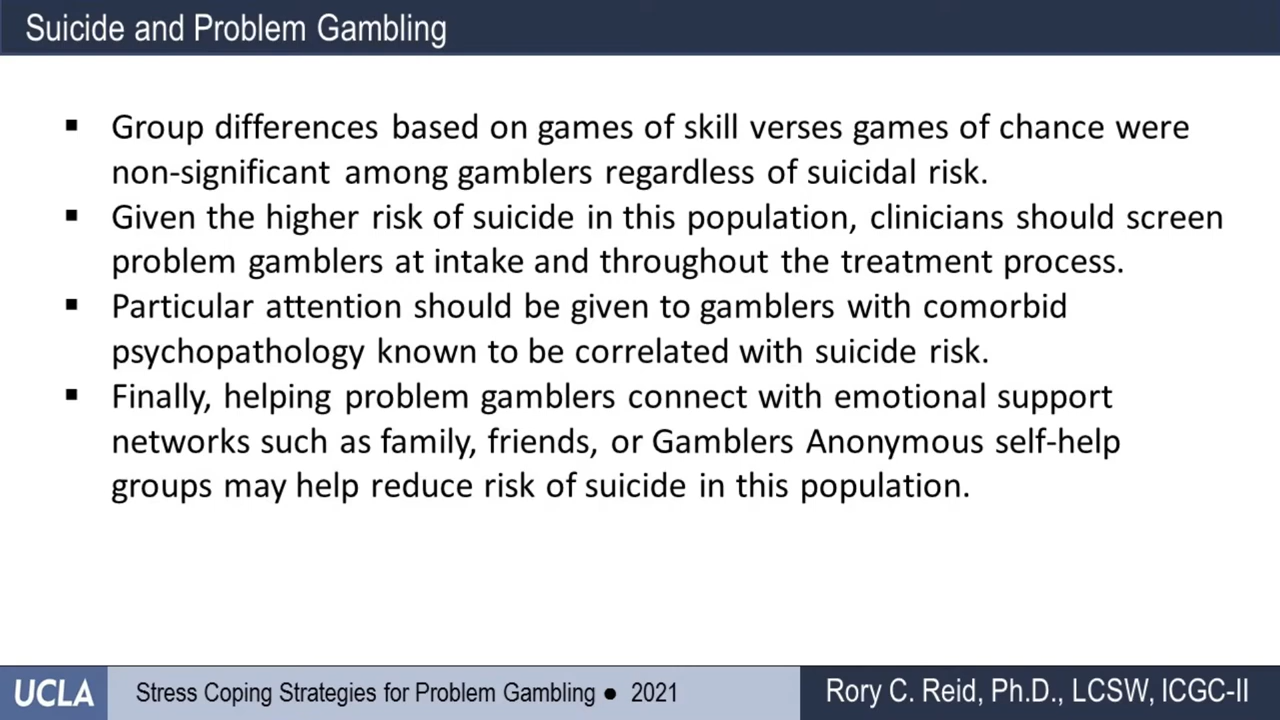 Suicide and Problem Gambling
▪ Group differences based on games of skill verses games of chance were
non-significant among gamblers regardless of suicidal risk.
▪ Given the higher risk of suicide in this population, clinicians should screen
problem gamblers at intake and throughout the treatment process.
▪ Particular attention should be given to gamblers with comorbid
psychopathology known to be correlated with suicide risk.
▪ Finally, helping problem gamblers connect with emotional support
networks such as family, friends, or Gamblers Anonymous self-help
groups may help reduce risk of suicide in this population.
UCLA Stress Coping Strategies for Problem Gambling ● 2021 Rory C. Reid, Ph.D., LCSW, ICGC-II